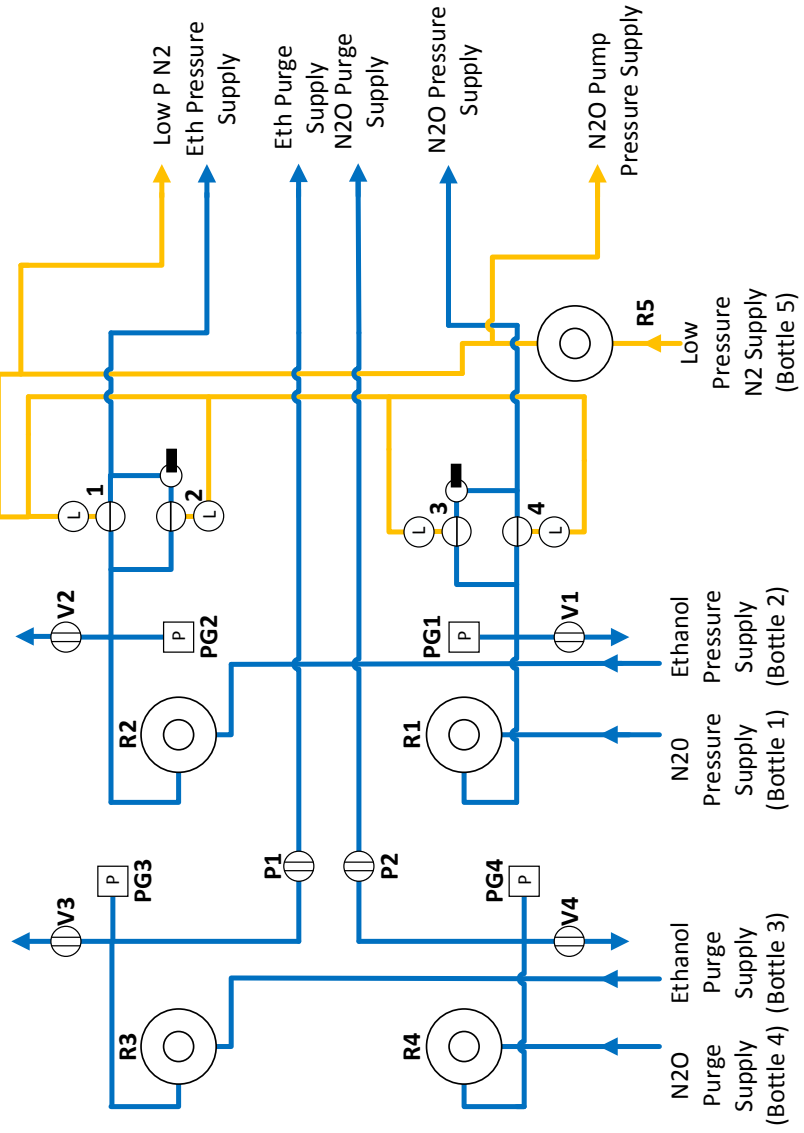 V3
PG3
R3
V2
PG2
R2
1
L
2
L
P
P
Low P N2
Eth Pressure
Supply
P1
Eth Purge
Supply
P2
N2O Purge
Supply
R4
PG4
P
V4
R1
PG1
P
V1
L
3
4
L
N2O Pressure
Supply
N2O Pump
Pressure Supply
R5
N2O
Purge
Supply
(Bottle 4)
Ethanol
Purge
Supply
(Bottle 3)
N20
Pressure
Supply
(Bottle 1)
Ethanol
Pressure
Supply
(Bottle 2)
Low
Pressure
N2 Supply
(Bottle 5)